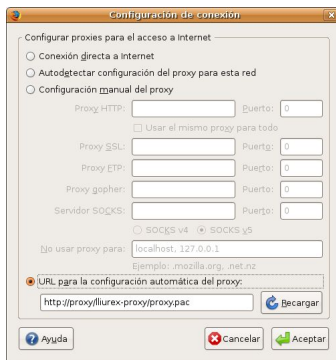 Configuración de conexión
Configurar proxies para el acceso a Internet
Conexión directa a Internet
Autodetectar configuración del proxy para esta red
Configuración manual del proxy
Proxy HTTP: Puerto: 0
Usar el mismo proxy para todo
Proxy SSL: Puerto: 0
Proxy FTP: Puerto: 0
Proxy gopher: Puerto: 0
Servidor SOCKS: Puerto: 0
SOCKS v4 SOCKS v5
No usar proxy para: localhost, 127.0.0.1
Ejemplo: .mozilla.org, .net.nz
URL para la configuración automática del proxy:
http://proxy/lliurex-proxy/proxy.pac Recargar
Ayuda Cancelar Aceptar